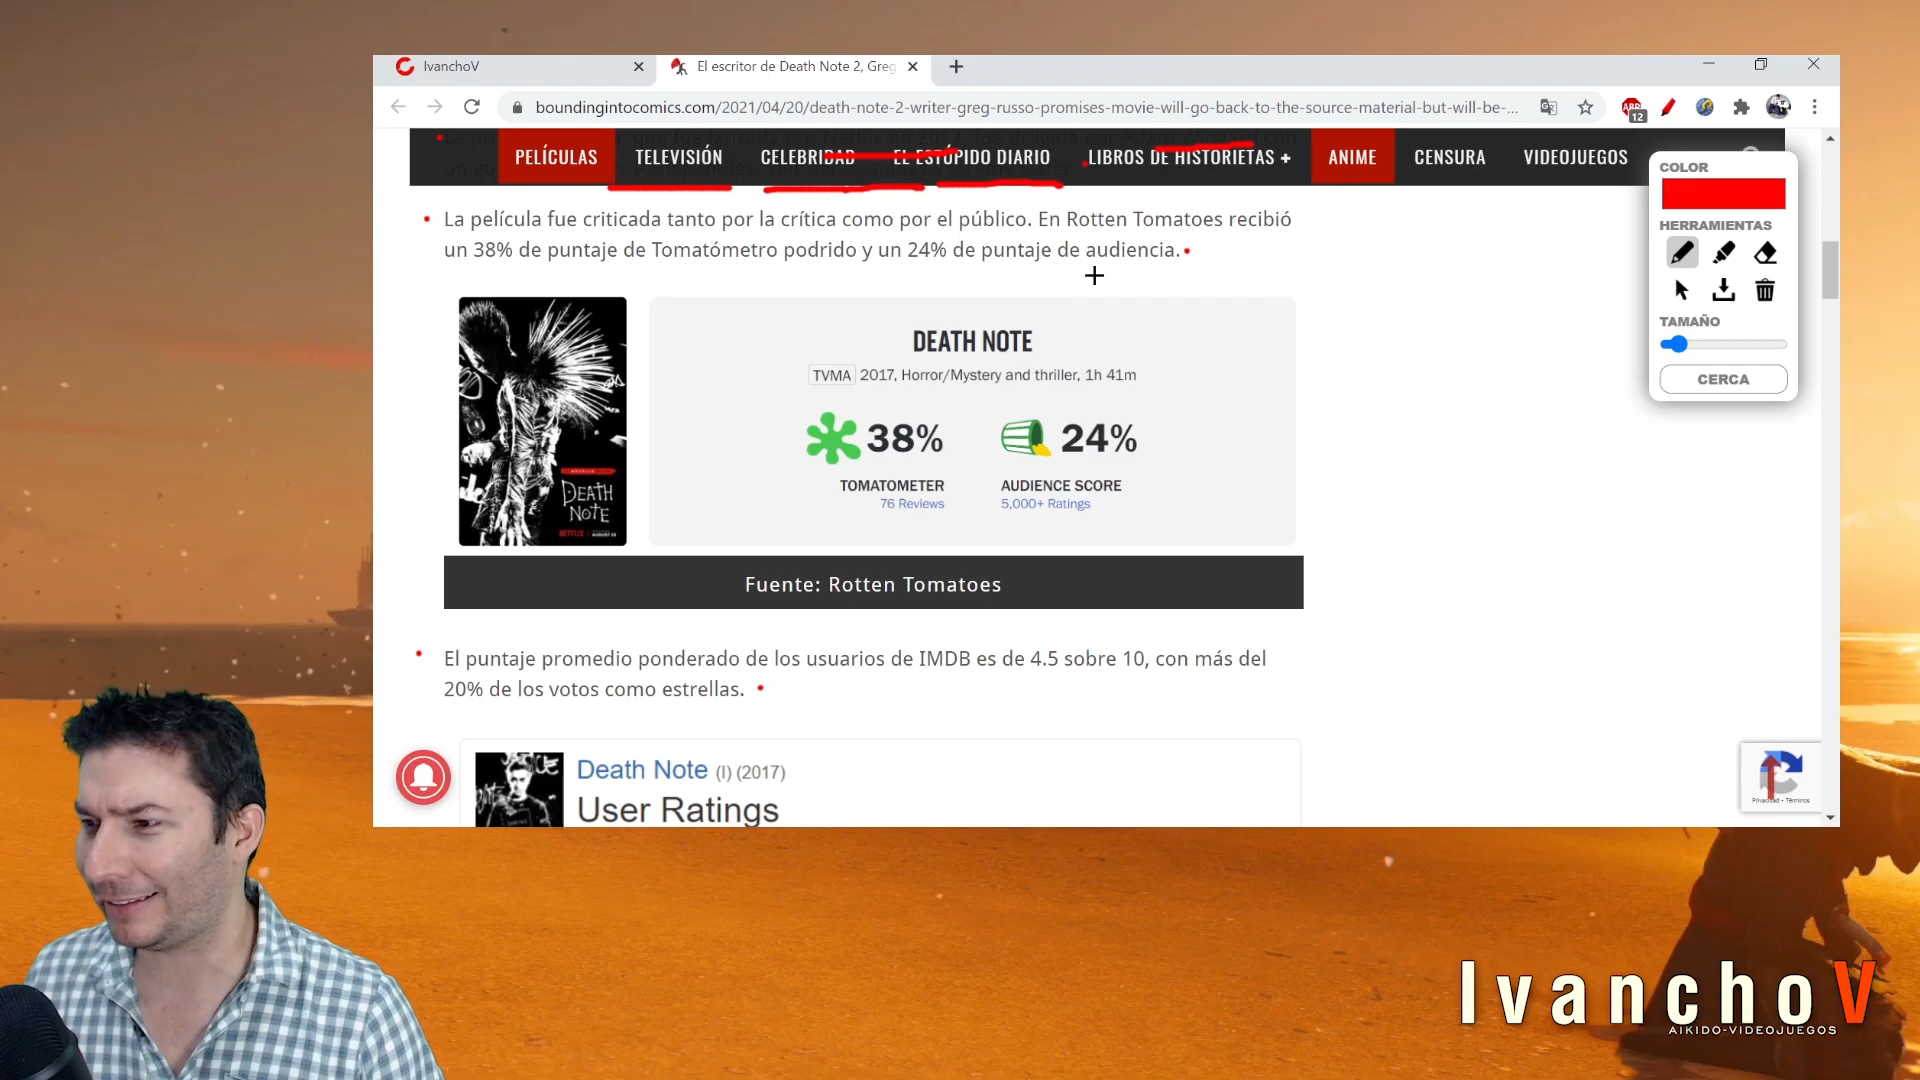 IvanchoV
El escritor de Death Note 2, Greg
boundingintocomics.com/2021/04/20/death-note-2-writer-greg-russo-promises-movie-will-go-back-to-the-source-material-but-will-be-...
ABP
12
PELÍCULAS TELEVISIÓN CELEBRIDAD EL ESTÚPIDO DIARIO LIBROS DE HISTORIETAS + ANIME CENSURA VIDEOJUEGOS
COLOR
HERRAMIENTAS
TAMAÑO
CERCA
La película fue criticada tanto por la crítica como por el público. En Rotten Tomatoes recibió
un 38% de puntaje de Tomatómetro podrido y un 24% de puntaje de audiencia.
DEATH NOTE
TVMA 2017, Horror/Mystery and thriller, 1h 41m
38% 24%
TOMATOMETER AUDIENCE SCORE
76 Reviews 5,000+ Ratings
DEATH
NOTE
NETFLIX
AUGUST 25
Fuente: Rotten Tomatoes
El puntaje promedio ponderado de los usuarios de IMDB es de 4.5 sobre 10, con más del
20% de los votos como estrellas.
Death Note (I) (2017)
User Ratings
Privacidad - Términos
IvanchoV
AIKIDO-VIDEOJUEGOS